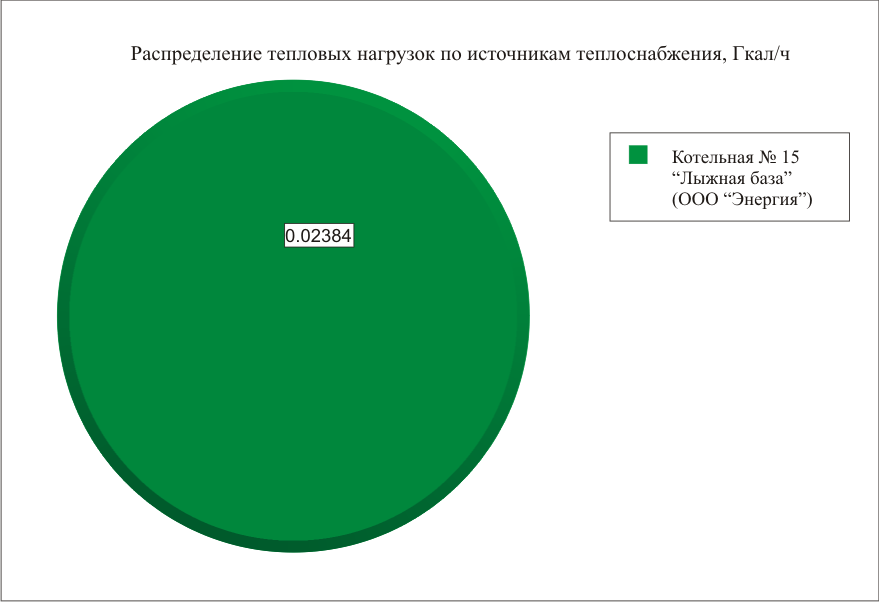 Распределение тепловых нагрузок по источникам теплоснабжения, Гкал/ч
Котельная № 15
“Лыжная база”
(ООО “Энергия”)
0.02384